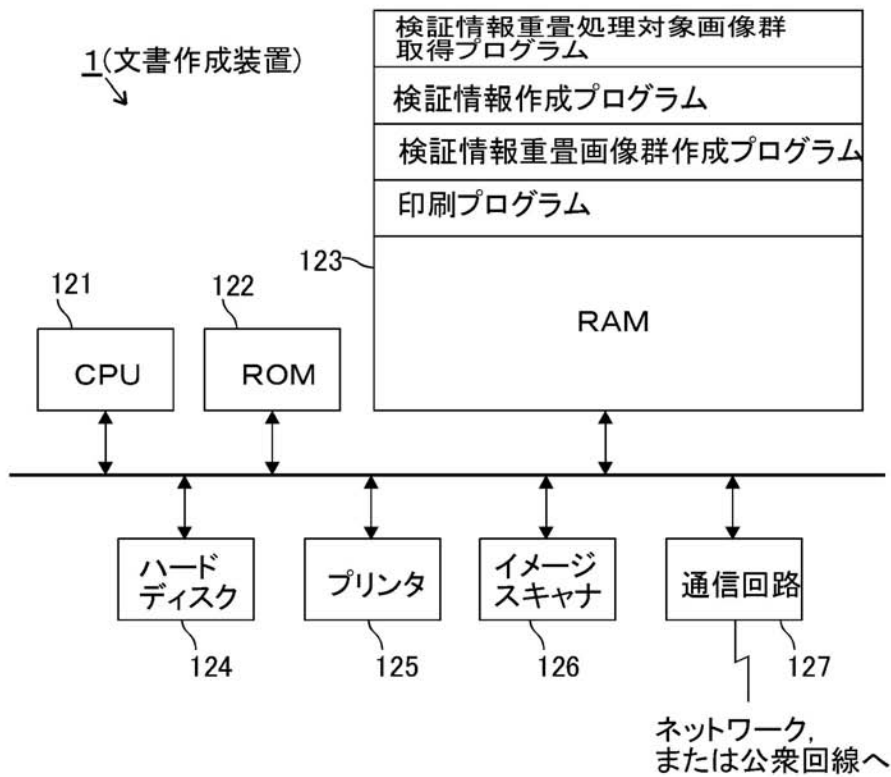 1(文書作成装置)
検証情報重畳処理対象画像群
取得プログラム
検証情報作成プログラム
検証情報重畳画像群作成プログラム
印刷プログラム
123
RAM
121
CPU
122
ROM
ハード
ディスク
124
プリンタ
125
イメージ
スキャナ
126
通信回路
127
ネットワーク,
または公衆回線へ